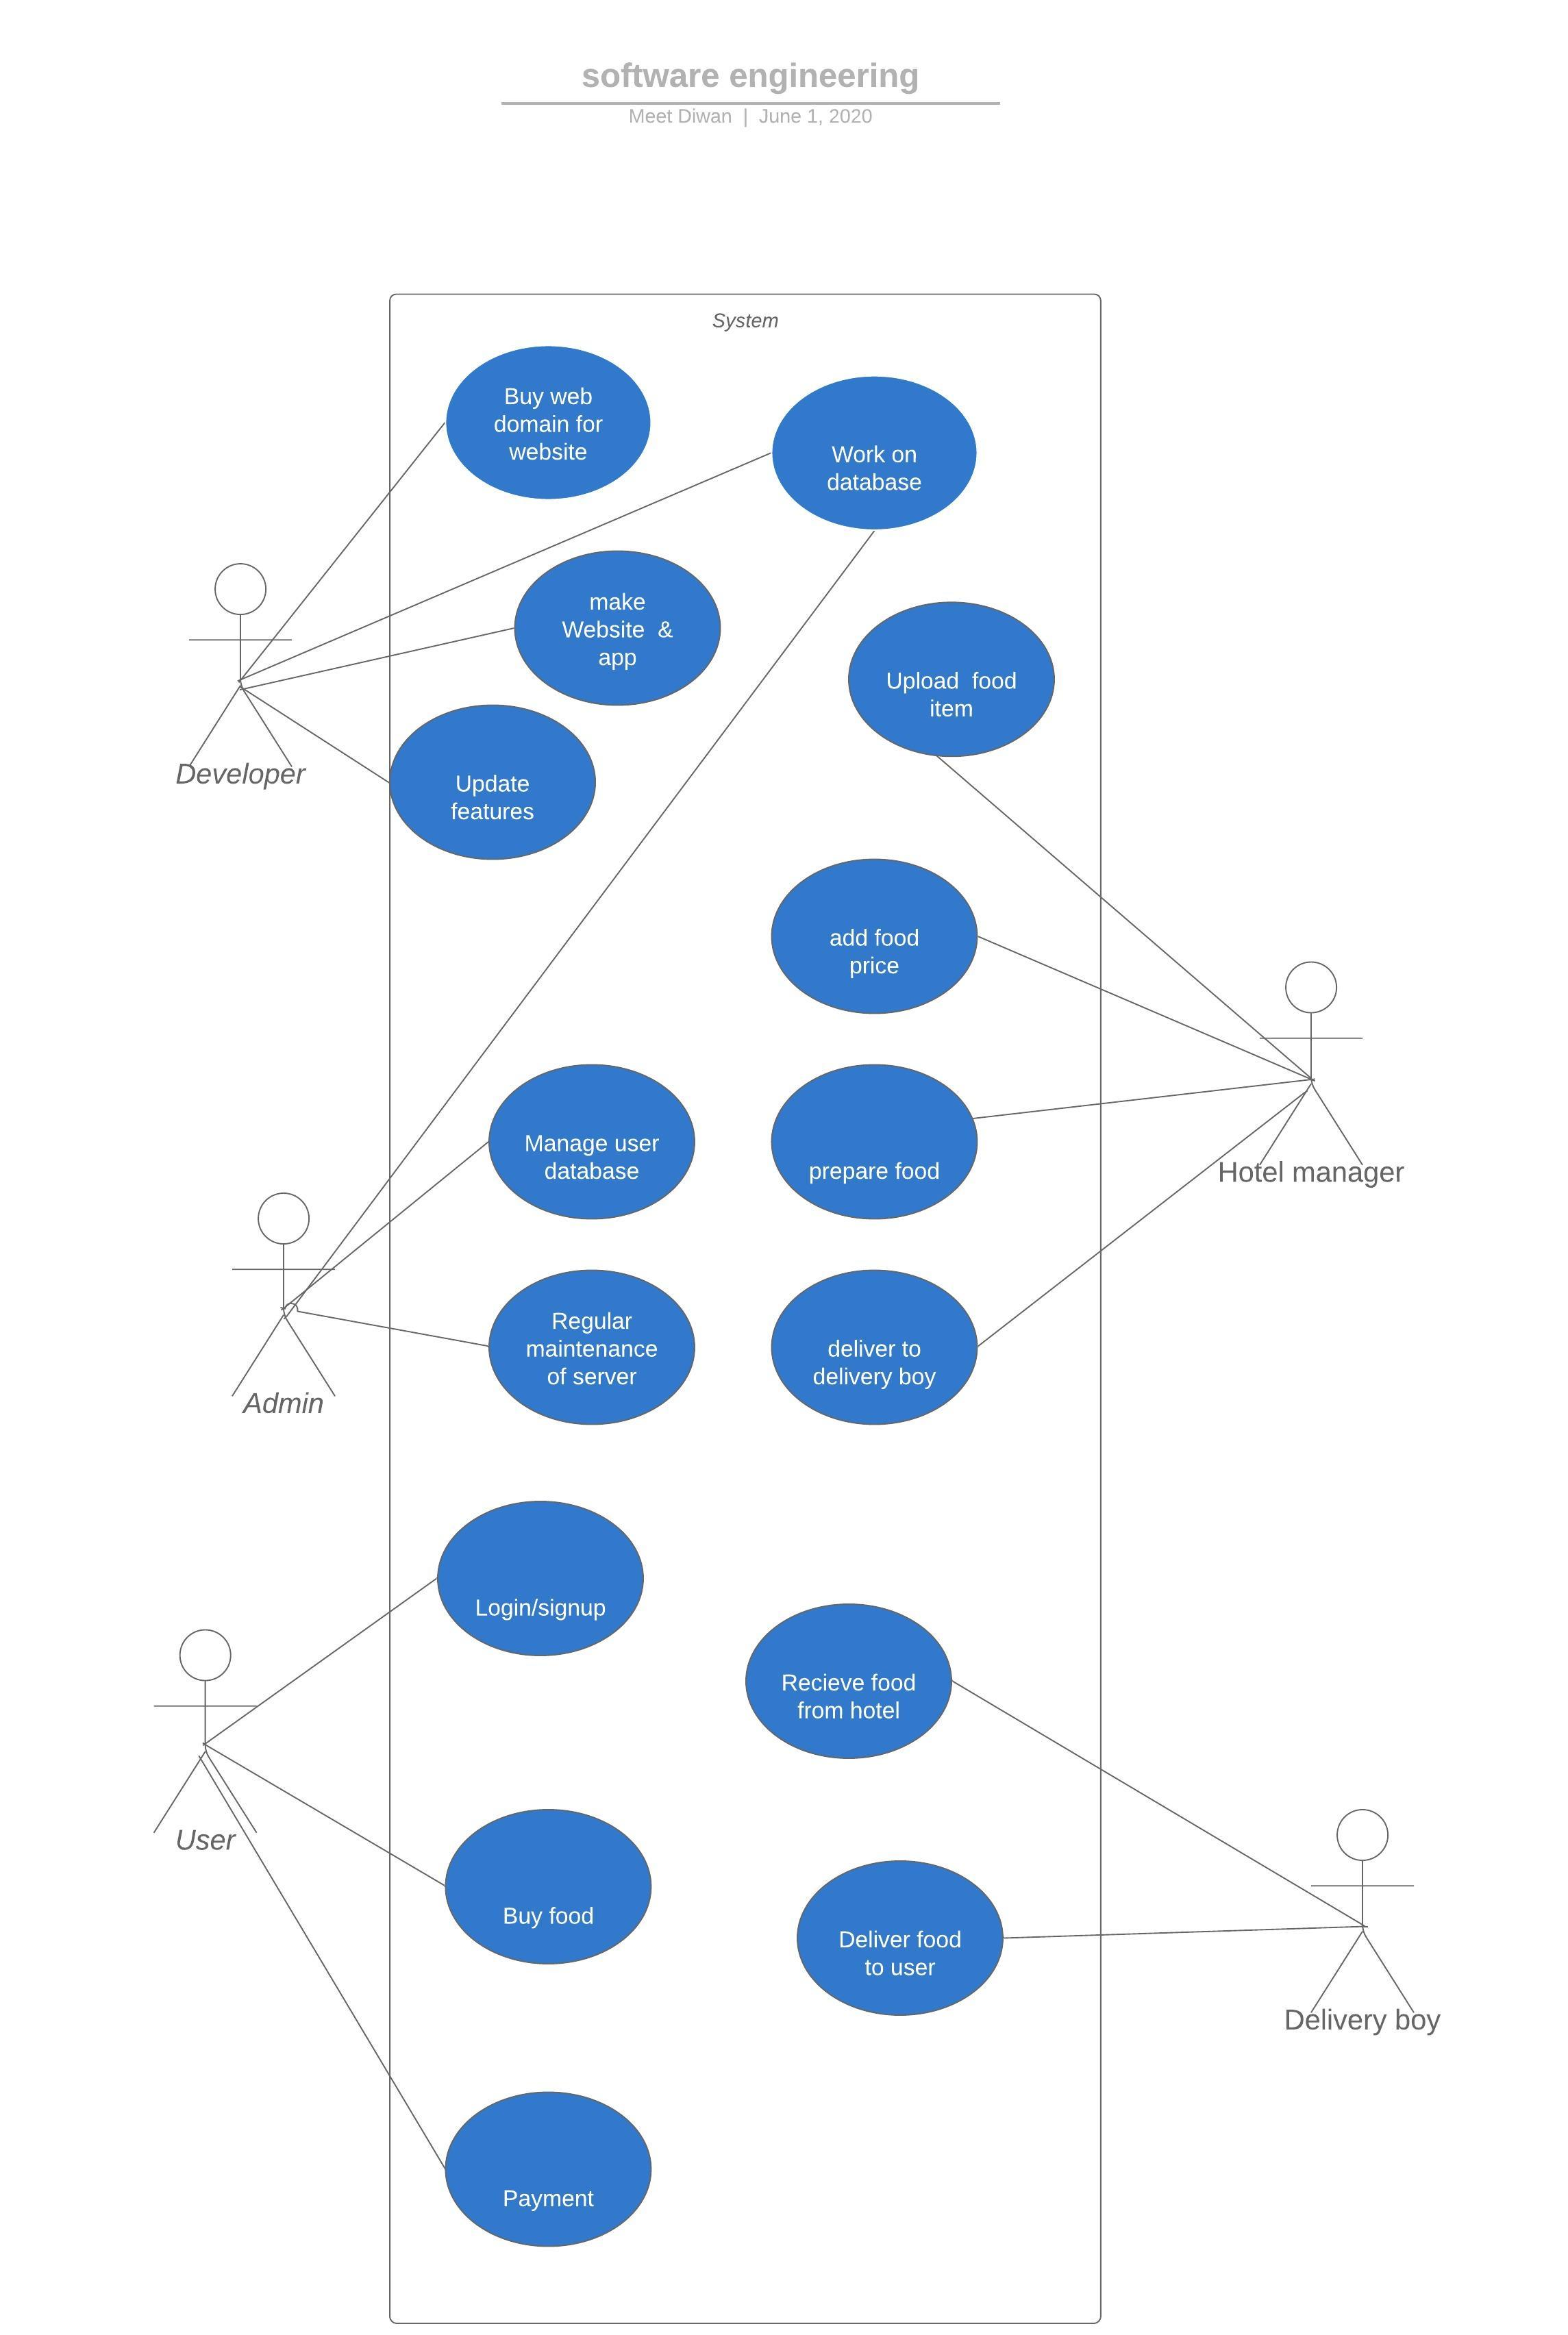 software engineering
Meet Diwan | June 1, 2020
System
Buy web
domain for
website
Work on
database
make
Website  &
app
Upload  food
item
Developer
Update
features
add food
price
Manage user
database
prepare food
Hotel manager
Regular
maintenance
of server
deliver to
delivery boy
Admin
Login/signup
Recieve food
from hotel
User
Buy food
Deliver food
to user
Delivery boy
Payment